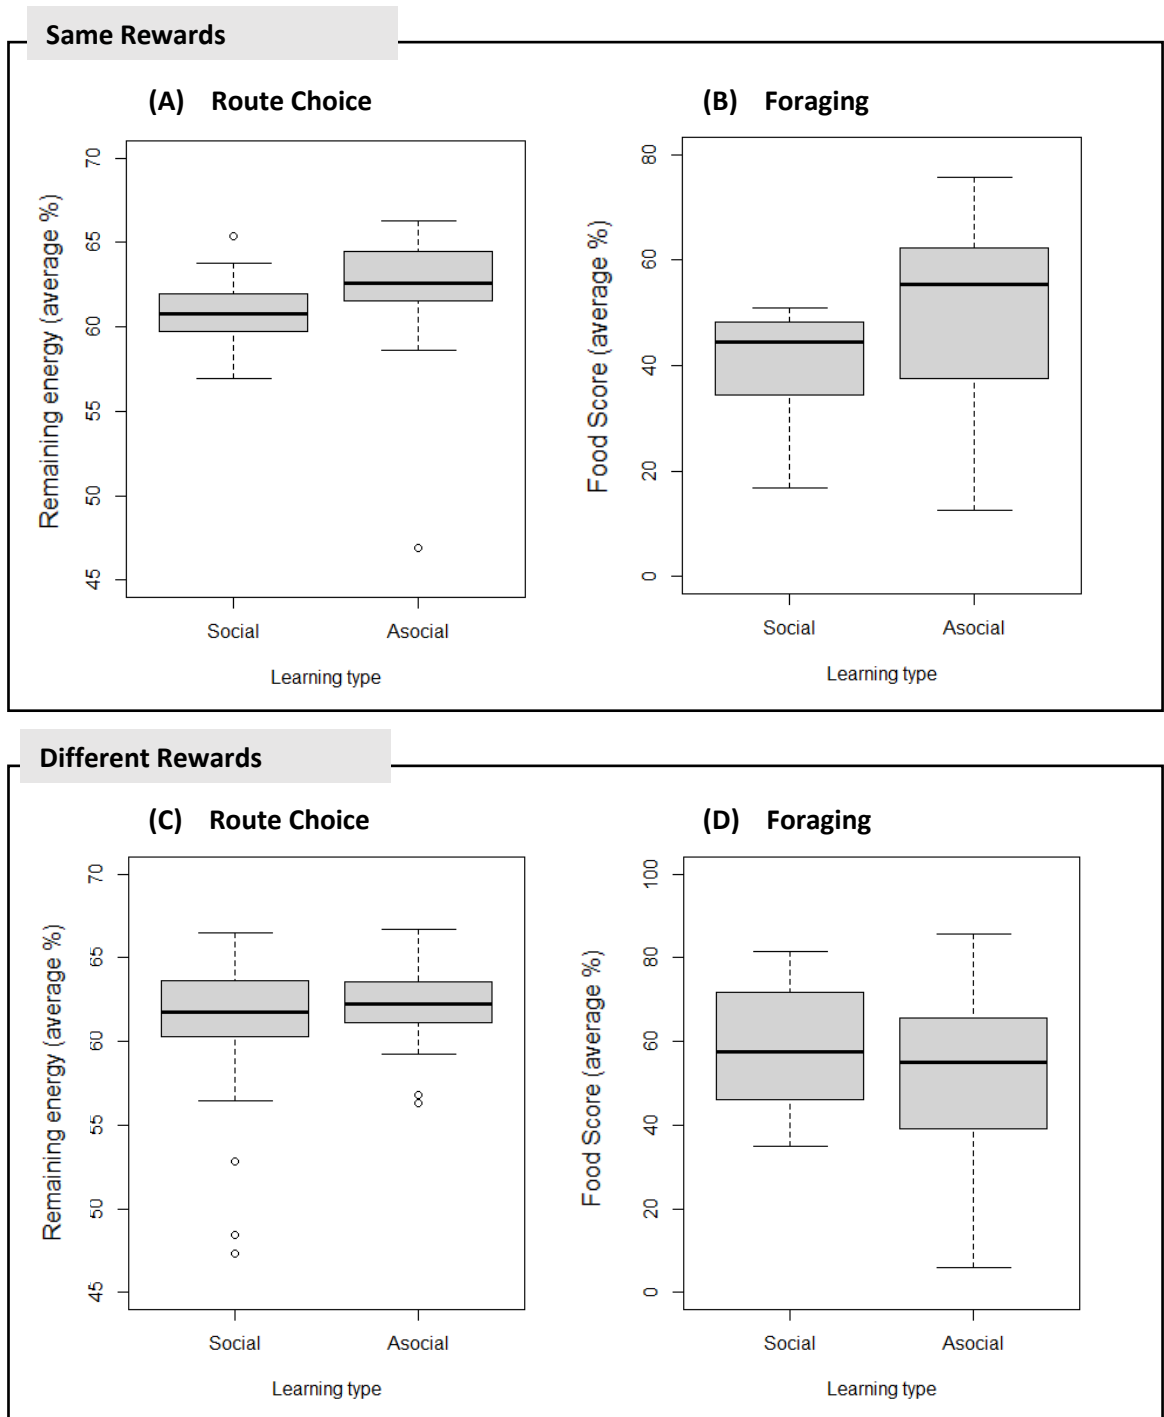 Same Rewards
(A) Route Choice
(B) Foraging
Remaining energy (average %)
70
65
60
55
50
45
Social
Asocial
Learning type
Food Score (average %)
80
60
40
20
0
Social
Asocial
Learning type
Different Rewards
(C) Route Choice
(D) Foraging
Remaining energy (average %)
70
65
60
55
50
45
Social
Asocial
Learning type
Food Score (average %)
100
80
60
40
20
0
Social
Asocial
Learning type